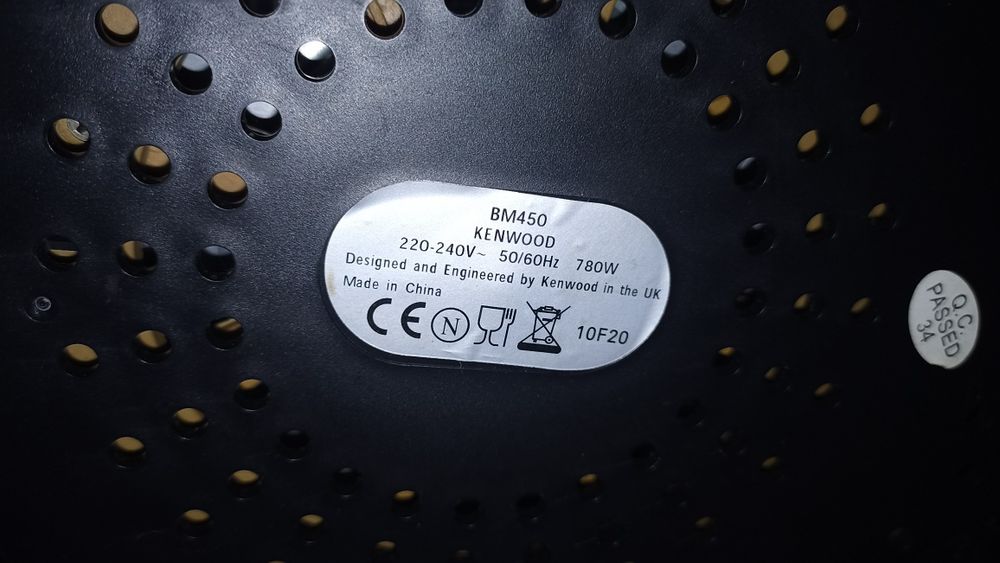 BM450
KENWOOD
220-240V~ 50/60Hz 780W
Designed and Engineered by Kenwood in the UK
Made in China
CE N 10F20
Q.C.
PASSED
34